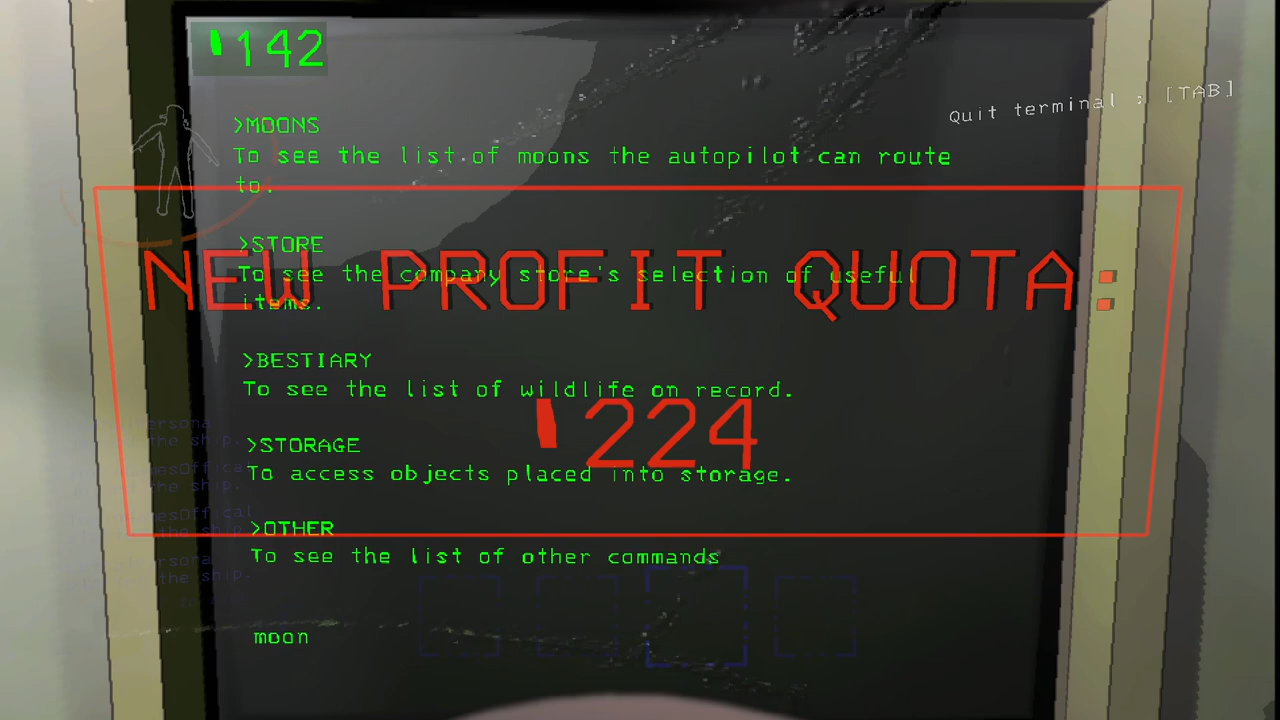 142
Quit terminal : [TAB]
>MOONS
To see the list of moons the autopilot can route
to.
>STORE
To see the company store's selection of useful
items.
NEW PROFIT QUOTA:
224
>BESTIARY
To see the list of wildlife on record.
>STORAGE
To access objects placed into storage.
>OTHER
To see the list of other commands
moon